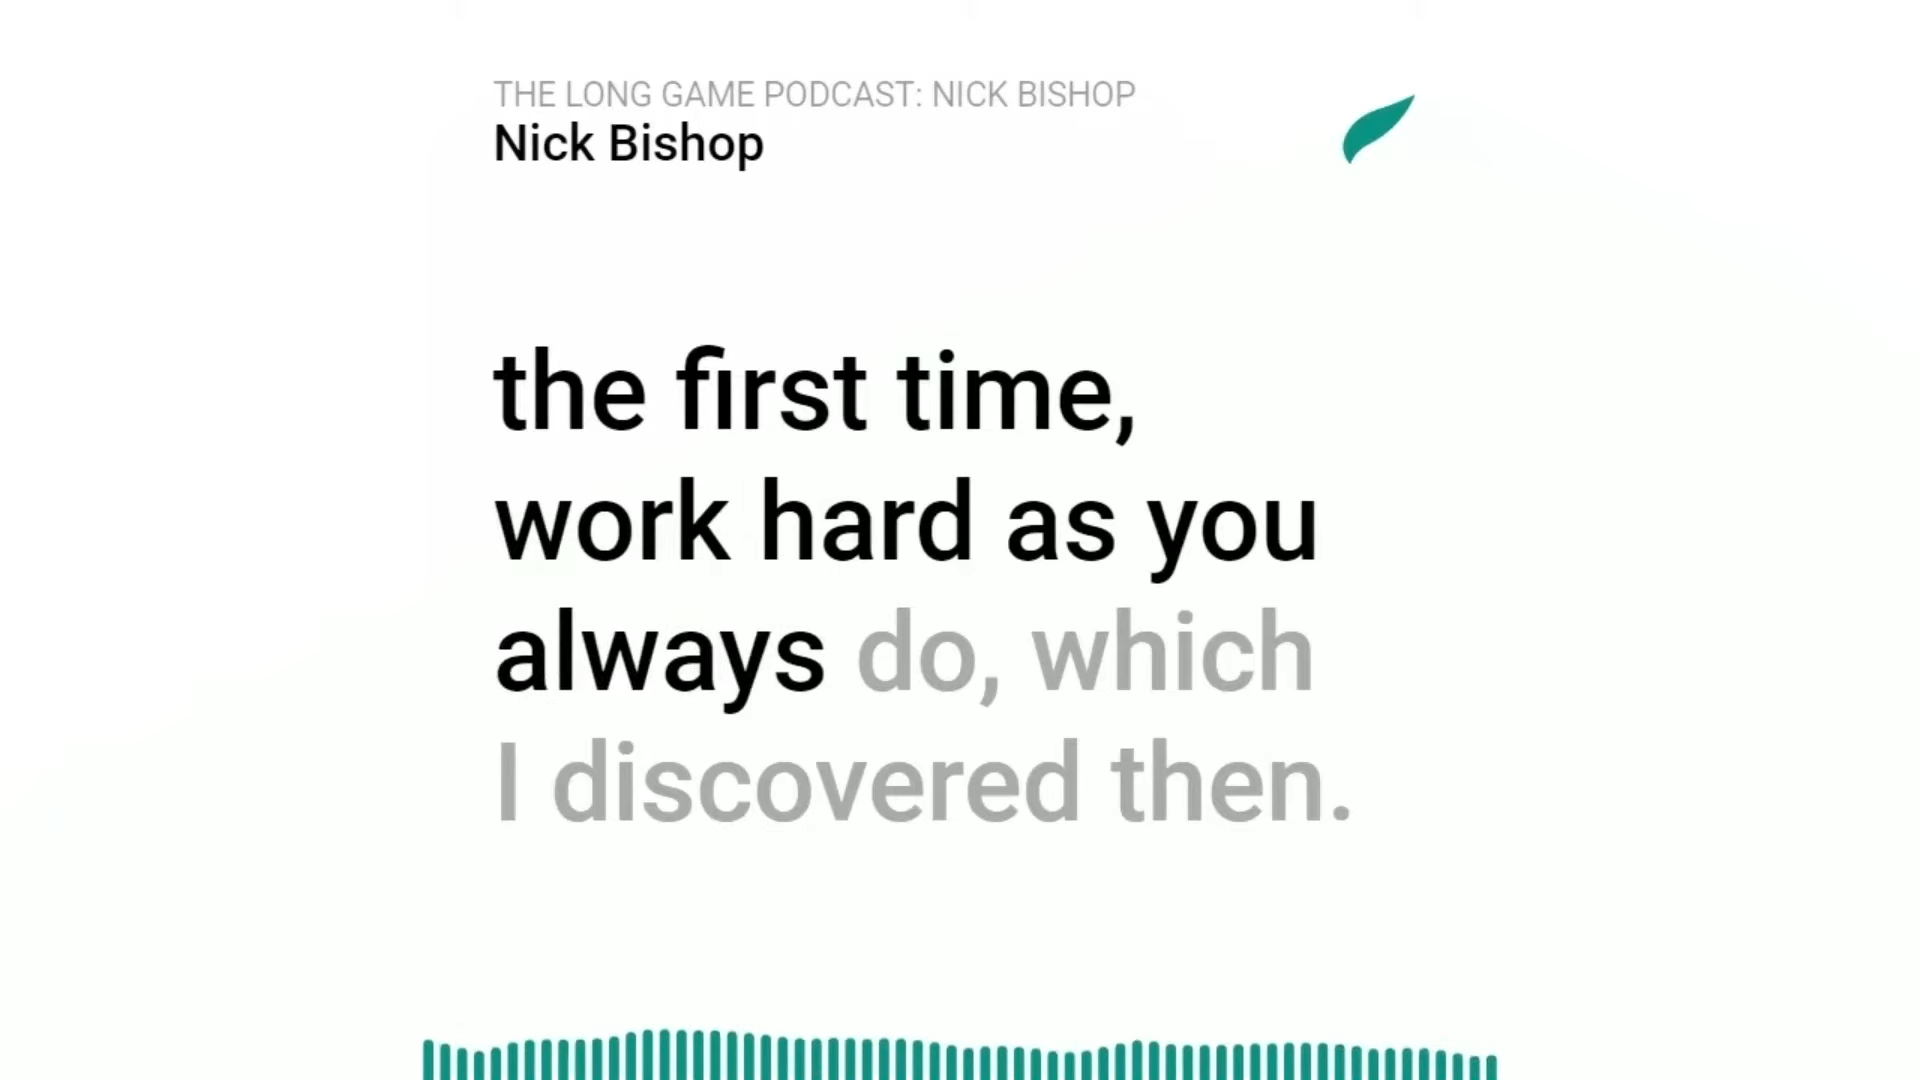 THE LONG GAME PODCAST: NICK BISHOP
Nick Bishop
the first time,
work hard as you
always do, which
I discovered then.